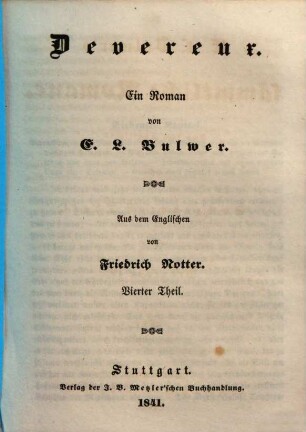 Devereux.
Ein Roman
von
E. L. Bulwer.
Aus dem Englischen
von
Friedrich Notter.
Vierter Theil.
Stuttgart.
Verlag der J. B. Metzler'schen Buchhandlung.
1841.